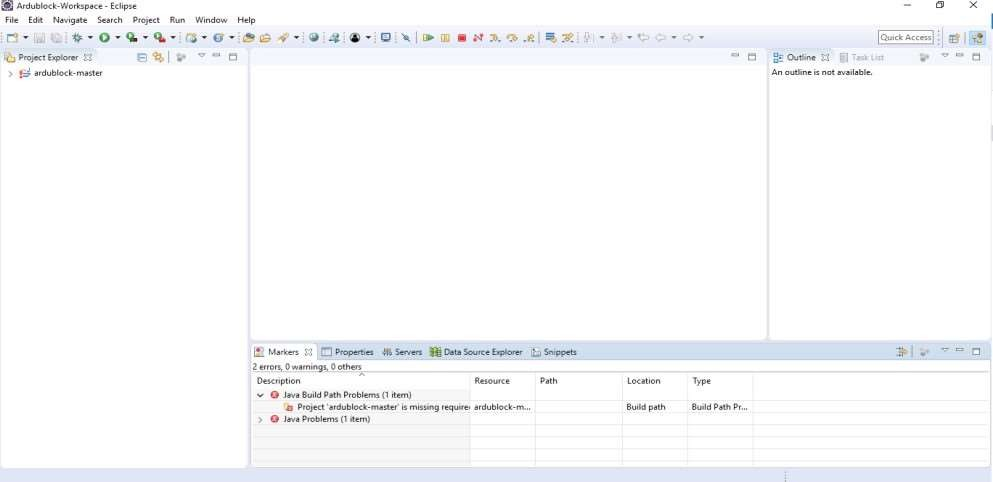 Ardublock-Workspace - Eclipse
File Edit Navigate Search Project Run Window Help
Quick Access
Project Explorer
ardublock-master
Outline Task List
An outline is not available.
Markers Properties Servers Data Source Explorer Snippets
2 errors, 0 warnings, 0 others
Description Resource Path Location Type
Java Build Path Problems (1 item)
Project 'ardublock-master' is missing require ardublock-m... Build path Build Path Pr...
Java Problems (1 item)